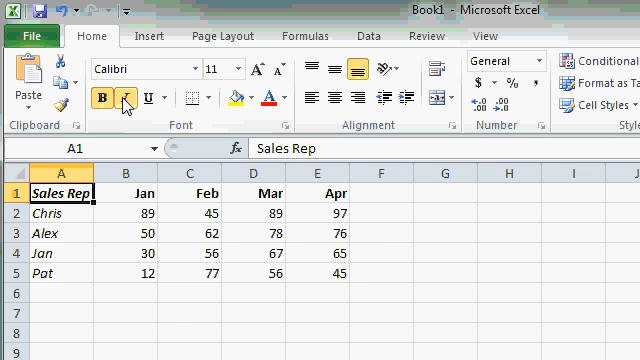 Book1 - Microsoft Excel
File Home Insert Page Layout Formulas Data Review View
Paste
Calibri 11
B I U
General
$ % ,
Conditional
Format as Ta
Cell Styles
Clipboard Font Alignment Number Sty
A1 fx Sales Rep
A B C D E F G H I J
1 Sales Rep Jan Feb Mar Apr
2 Chris 89 45 89 97
3 Alex 50 62 78 76
4 Jan 30 56 67 65
5 Pat 12 77 56 45
6
7
8
9